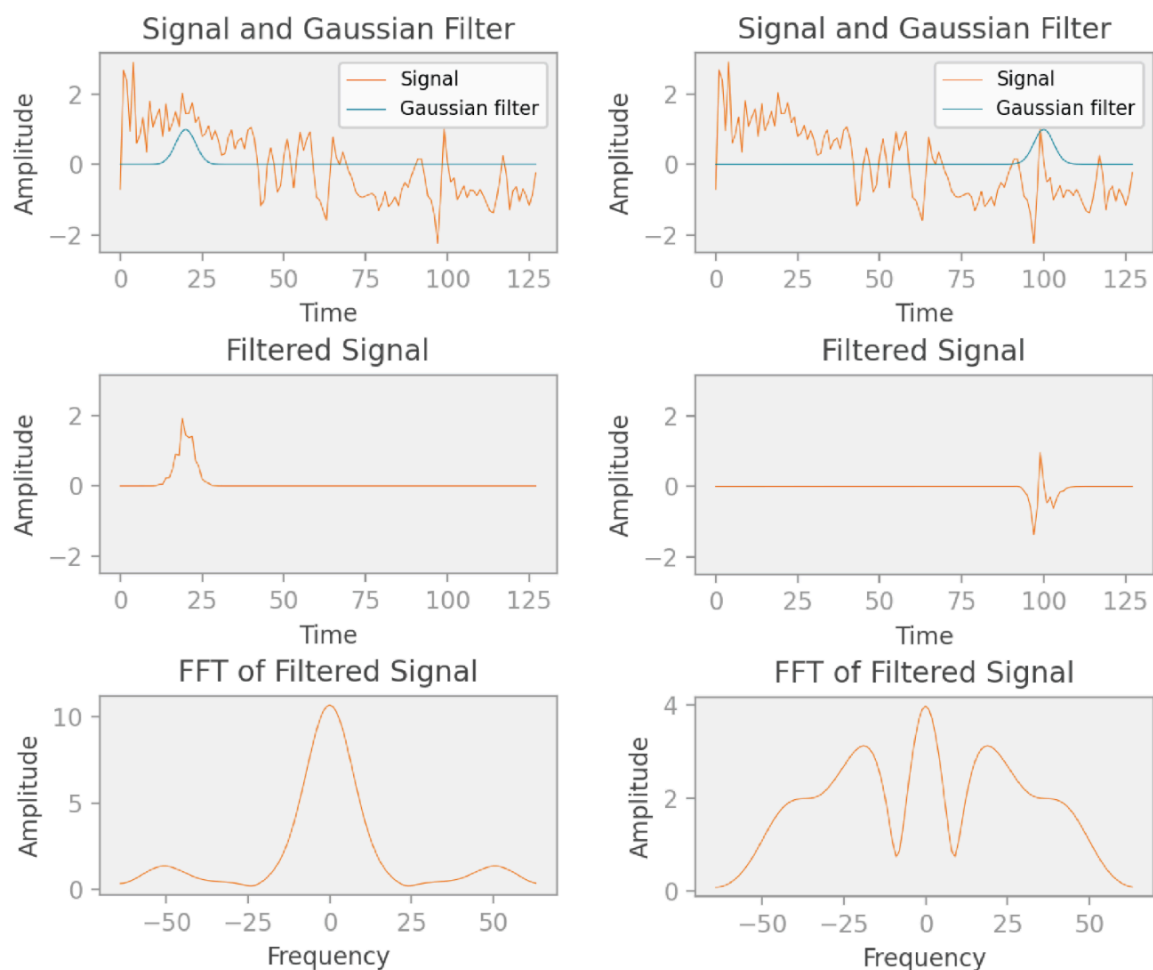 Signal and Gaussian Filter
Signal
Gaussian filter
Amplitude
2
0
−2
0 25 50 75 100 125
Time
Signal and Gaussian Filter
Signal
Gaussian filter
Amplitude
2
0
−2
0 25 50 75 100 125
Time
Filtered Signal
Amplitude
2
0
−2
0 25 50 75 100 125
Time
Filtered Signal
Amplitude
2
0
−2
0 25 50 75 100 125
Time
FFT of Filtered Signal
Amplitude
10
5
0
−50 −25 0 25 50
Frequency
FFT of Filtered Signal
Amplitude
4
2
0
−50 −25 0 25 50
Frequency